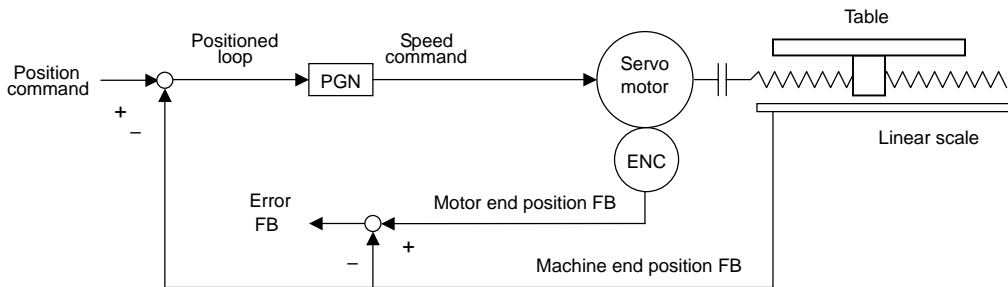 Table
Positioned
loop
Speed
command
Position
command
PGN
Servo
motor
+
−
Linear scale
ENC
Error
FB
Motor end position FB
+
−
Machine end position FB